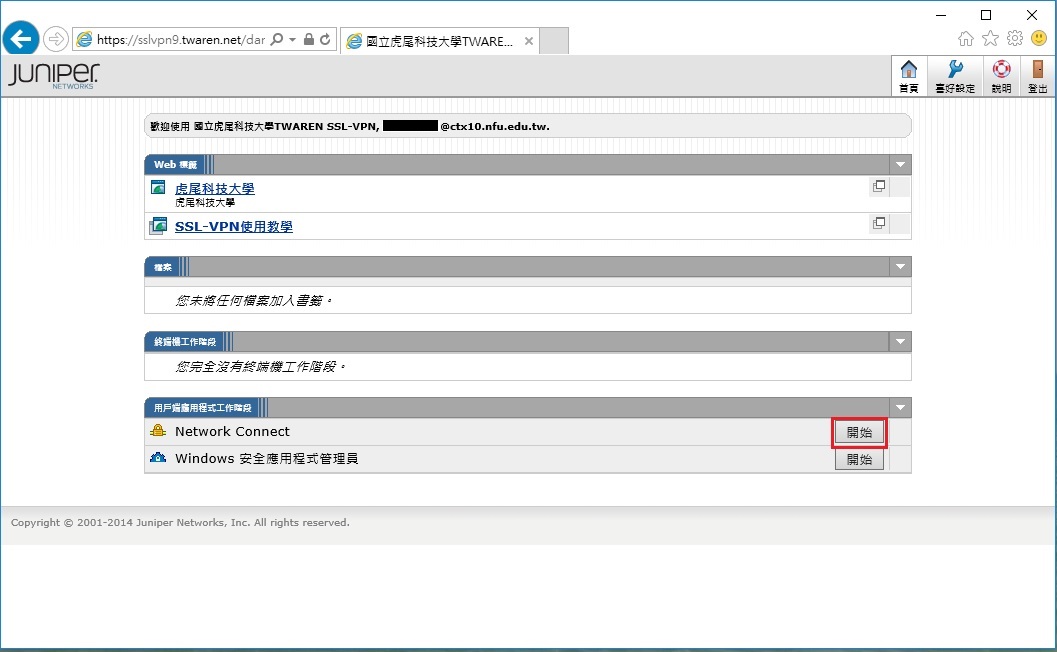 https://sslvpn9.twaren.net/dar
國立虎尾科技大學TWARE...
JUNIPER
NETWORKS
首頁
喜好設定
說明
登出
歡迎使用 國立虎尾科技大學TWAREN SSL-VPN, @ctx10.nfu.edu.tw.
Web 標籤
虎尾科技大學
虎尾科技大學
SSL-VPN使用教學
檔案
您未將任何檔案加入書籤。
終端機工作階段
您完全沒有終端機工作階段。
用戶端應用程式工作階段
Network Connect 開始
Windows 安全應用程式管理員 開始
Copyright © 2001-2014 Juniper Networks, Inc. All rights reserved.